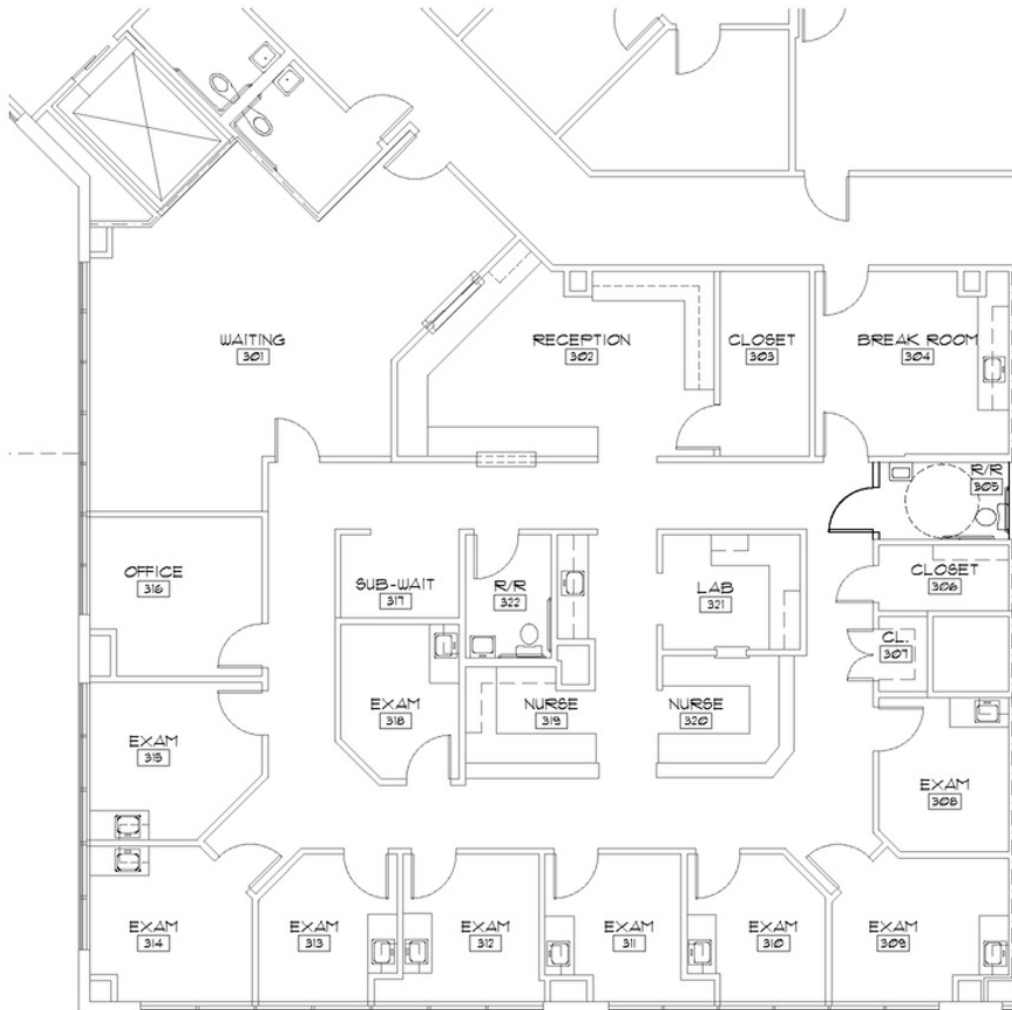 WAITING
301
RECEPTION
302
CLOSET
303
BREAK ROOM
304
R/R
305
OFFICE
316
SUB-WAIT
317
R/R
322
LAB
321
CLOSET
306
CL.
307
EXAM
315
EXAM
318
NURSE
319
NURSE
320
EXAM
308
EXAM
314
EXAM
313
EXAM
312
EXAM
311
EXAM
310
EXAM
309